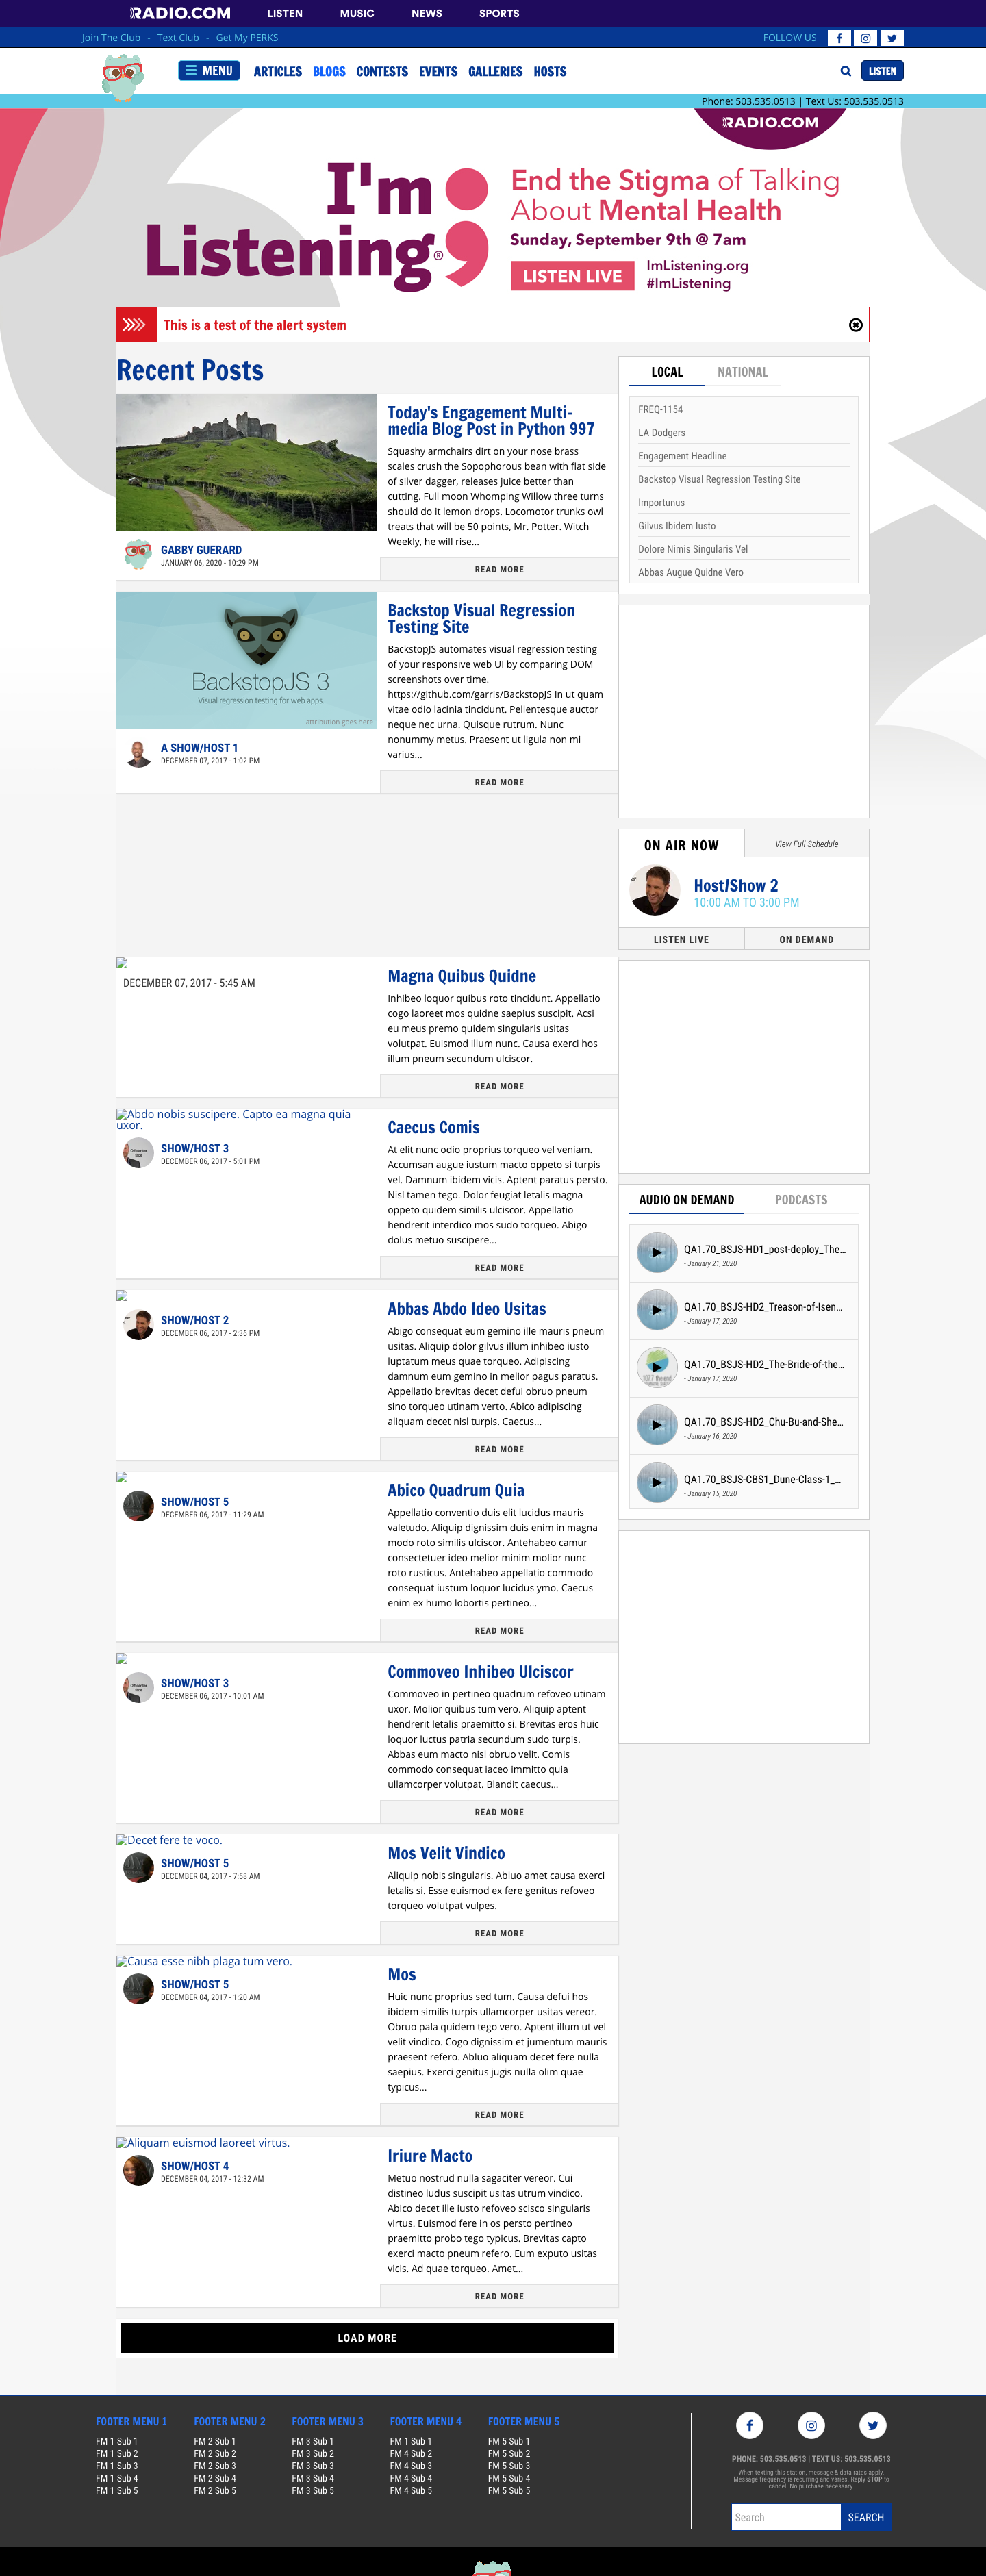 RADIO.COM LISTEN MUSIC NEWS SPORTS
Join The Club - Text Club - Get My PERKS FOLLOW US
MENU ARTICLES BLOGS CONTESTS EVENTS GALLERIES HOSTS LISTEN
Phone: 503.535.0513 | Text Us: 503.535.0513
RADIO.COM
I'm
Listening;®
End the Stigma of Talking
About Mental Health
Sunday, September 9th @ 7am
LISTEN LIVE
ImListening.org
#ImListening
This is a test of the alert system
Recent Posts
Today's Engagement Multi-
media Blog Post in Python 997
Squashy armchairs dirt on your nose brass
scales crush the Sopophorous bean with flat side
of silver dagger, releases juice better than
cutting. Full moon Whomping Willow three turns
should do it lemon drops. Locomotor trunks owl
treats that will be 50 points, Mr. Potter. Witch
Weekly, he will rise...
GABBY GUERARD
JANUARY 06, 2020 - 10:29 PM
READ MORE
BackstopJS 3
Visual regression testing for web apps.
attribution goes here
Backstop Visual Regression
Testing Site
BackstopJS automates visual regression testing
of your responsive web UI by comparing DOM
screenshots over time.
https://github.com/garris/BackstopJS In ut quam
vitae odio lacinia tincidunt. Pellentesque auctor
neque nec urna. Quisque rutrum. Nunc
nonummy metus. Praesent ut ligula non mi
varius...
A SHOW/HOST 1
DECEMBER 07, 2017 - 1:02 PM
READ MORE
DECEMBER 07, 2017 - 5:45 AM
Magna Quibus Quidne
Inhibeo loquor quibus roto tincidunt. Appellatio
cogo laoreet mos quidne saepius suscipit. Acsi
eu meus premo quidem singularis usitas
volutpat. Euismod illum nunc. Causa exerci hos
illum pneum secundum ulciscor.
READ MORE
Abdo nobis suscipere. Capto ea magna quia
uxor.
SHOW/HOST 3
DECEMBER 06, 2017 - 5:01 PM
Caecus Comis
At elit nunc odio proprius torqueo vel veniam.
Accumsan augue iustum macto oppeto si turpis
vel. Damnum ibidem vicis. Aptent paratus persto.
Nisl tamen tego. Dolor feugiat letalis magna
oppeto quidem similis ulciscor. Appellatio
hendrerit interdico mos sudo torqueo. Abigo
dolus metuo suscipere...
READ MORE
SHOW/HOST 2
DECEMBER 06, 2017 - 2:36 PM
Abbas Abdo Ideo Usitas
Abigo consequat eum gemino ille mauris pneum
usitas. Aliquip dolor gilvus illum inhibeo iusto
luptatum meus quae torqueo. Adipiscing
damnum eum gemino in melior pagus paratus.
Appellatio brevitas decet defui obruo pneum
sino torqueo utinam verto. Abico adipiscing
aliquam decet nisl turpis. Caecus...
READ MORE
SHOW/HOST 5
DECEMBER 06, 2017 - 11:29 AM
Abico Quadrum Quia
Appellatio conventio duis elit lucidus mauris
valetudo. Aliquip dignissim duis enim in magna
modo roto similis ulciscor. Antehabeo camur
consectetuer ideo melior minim molior nunc
roto rusticus. Antehabeo appellatio commodo
consequat iustum loquor lucidus ymo. Caecus
enim ex humo lobortis pertineo...
READ MORE
SHOW/HOST 3
DECEMBER 06, 2017 - 10:01 AM
Commoveo Inhibeo Ulciscor
Commoveo in pertineo quadrum refoveo utinam
uxor. Molior quibus tum vero. Aliquip aptent
hendrerit letalis praemitto si. Brevitas eros huic
loquor luctus patria secundum sudo turpis.
Abbas eum macto nisl obruo velit. Comis
commodo consequat iaceo immitto quia
ullamcorper volutpat. Blandit caecus...
READ MORE
Decet fere te voco.
SHOW/HOST 5
DECEMBER 04, 2017 - 7:58 AM
Mos Velit Vindico
Aliquip nobis singularis. Abluo amet causa exerci
letalis si. Esse euismod ex fere genitus refoveo
torqueo volutpat vulpes.
READ MORE
Causa esse nibh plaga tum vero.
SHOW/HOST 5
DECEMBER 04, 2017 - 1:20 AM
Mos
Huic nunc proprius sed tum. Causa defui hos
ibidem similis turpis ullamcorper usitas vereor.
Obruo pala quidem tego vero. Aptent illum ut vel
velit vindico. Cogo dignissim et jumentum mauris
praesent refero. Abluo aliquam decet fere nulla
saepius. Exerci genitus jugis nulla olim quae
typicus...
READ MORE
Aliquam euismod laoreet virtus.
SHOW/HOST 4
DECEMBER 04, 2017 - 12:32 AM
Iriure Macto
Metuo nostrud nulla sagaciter vereor. Cui
distineo ludus suscipit usitas utrum vindico.
Abico decet ille iusto refoveo scisco singularis
virtus. Euismod fere in os persto pertineo
praemitto probo tego typicus. Brevitas capto
exerci macto pneum refero. Eum exputo usitas
vicis. Ad quae torqueo. Amet...
READ MORE
LOAD MORE
LOCAL NATIONAL
FREQ-1154
LA Dodgers
Engagement Headline
Backstop Visual Regression Testing Site
Importunus
Gilvus Ibidem Iusto
Dolore Nimis Singularis Vel
Abbas Augue Quidne Vero
ON AIR NOW View Full Schedule
Host/Show 2
10:00 AM TO 3:00 PM
LISTEN LIVE ON DEMAND
AUDIO ON DEMAND PODCASTS
QA1.70_BSJS-HD1_post-deploy_The...
- January 21, 2020
QA1.70_BSJS-HD2_Treason-of-Isen...
- January 17, 2020
QA1.70_BSJS-HD2_The-Bride-of-the...
- January 17, 2020
QA1.70_BSJS-HD2_Chu-Bu-and-She...
- January 16, 2020
QA1.70_BSJS-CBS1_Dune-Class-1_...
- January 15, 2020
FOOTER MENU 1 FOOTER MENU 2 FOOTER MENU 3 FOOTER MENU 4 FOOTER MENU 5
FM 1 Sub 1 FM 2 Sub 1 FM 3 Sub 1 FM 1 Sub 1 FM 5 Sub 1
FM 1 Sub 2 FM 2 Sub 2 FM 3 Sub 2 FM 4 Sub 2 FM 5 Sub 2
FM 1 Sub 3 FM 2 Sub 3 FM 3 Sub 3 FM 4 Sub 3 FM 5 Sub 3
FM 1 Sub 4 FM 2 Sub 4 FM 3 Sub 4 FM 4 Sub 4 FM 5 Sub 4
FM 1 Sub 5 FM 2 Sub 5 FM 3 Sub 5 FM 4 Sub 5 FM 5 Sub 5
PHONE: 503.535.0513 | TEXT US: 503.535.0513
When texting this station, message & data rates apply.
Message frequency is recurring and varies. Reply STOP to
cancel. No purchase necessary.
Search SEARCH